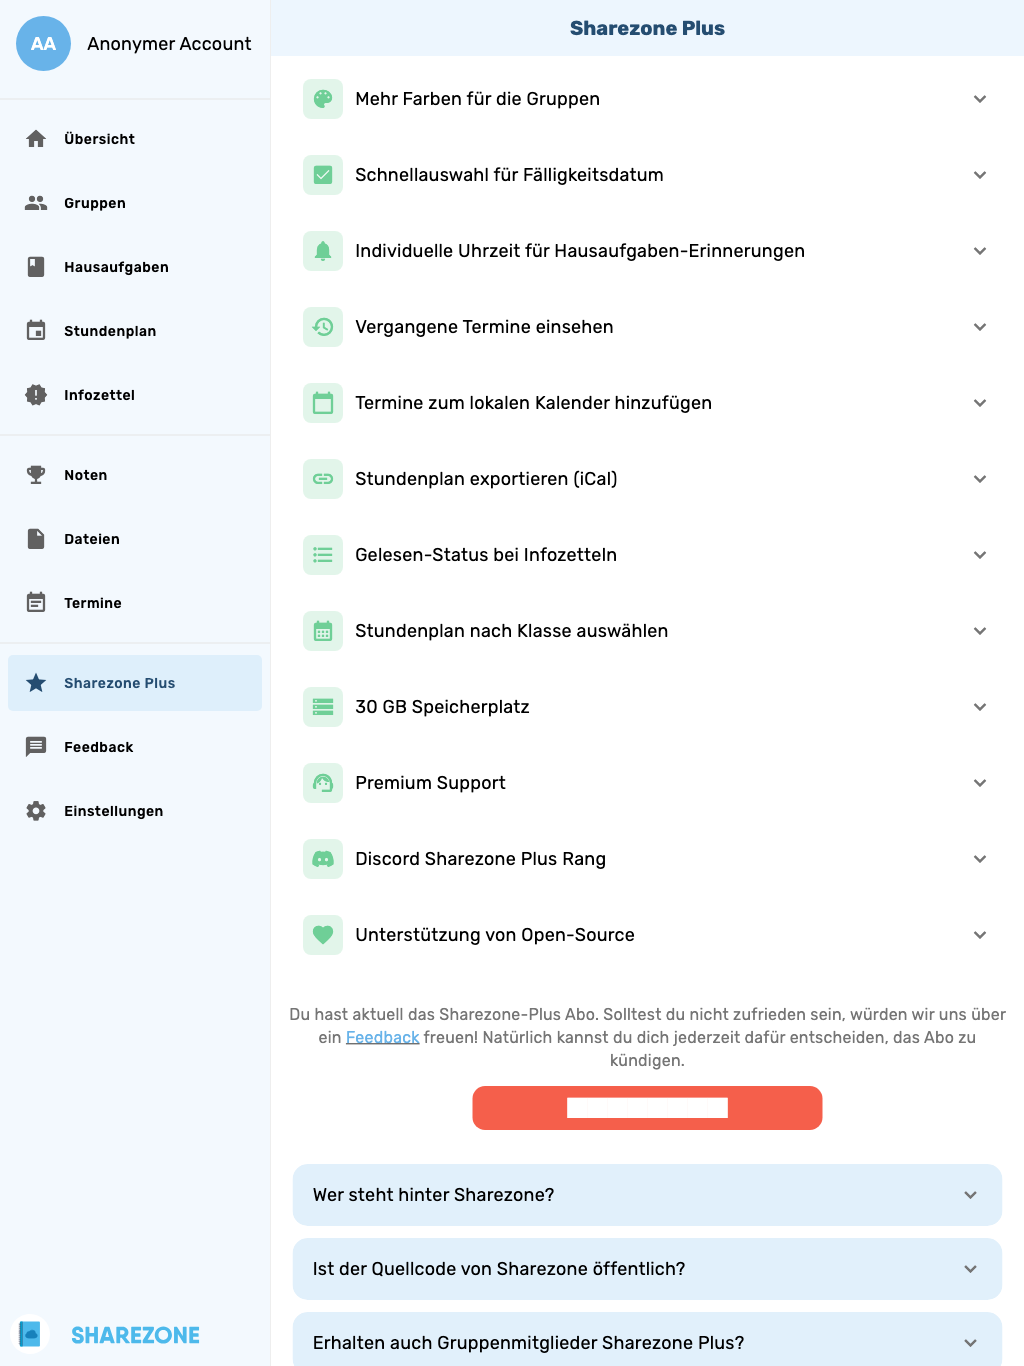 AA
Anonymer Account
Übersicht
Gruppen
Hausaufgaben
Stundenplan
Infozettel
Noten
Dateien
Termine
Sharezone Plus
Feedback
Einstellungen
SHAREZONE
Sharezone Plus
Mehr Farben für die Gruppen
Schnellauswahl für Fälligkeitsdatum
Individuelle Uhrzeit für Hausaufgaben-Erinnerungen
Vergangene Termine einsehen
Termine zum lokalen Kalender hinzufügen
Stundenplan exportieren (iCal)
Gelesen-Status bei Infozetteln
Stundenplan nach Klasse auswählen
30 GB Speicherplatz
Premium Support
Discord Sharezone Plus Rang
Unterstützung von Open-Source
Du hast aktuell das Sharezone-Plus Abo. Solltest du nicht zufrieden sein, würden wir uns über
ein Feedback freuen! Natürlich kannst du dich jederzeit dafür entscheiden, das Abo zu
kündigen.
Wer steht hinter Sharezone?
Ist der Quellcode von Sharezone öffentlich?
Erhalten auch Gruppenmitglieder Sharezone Plus?